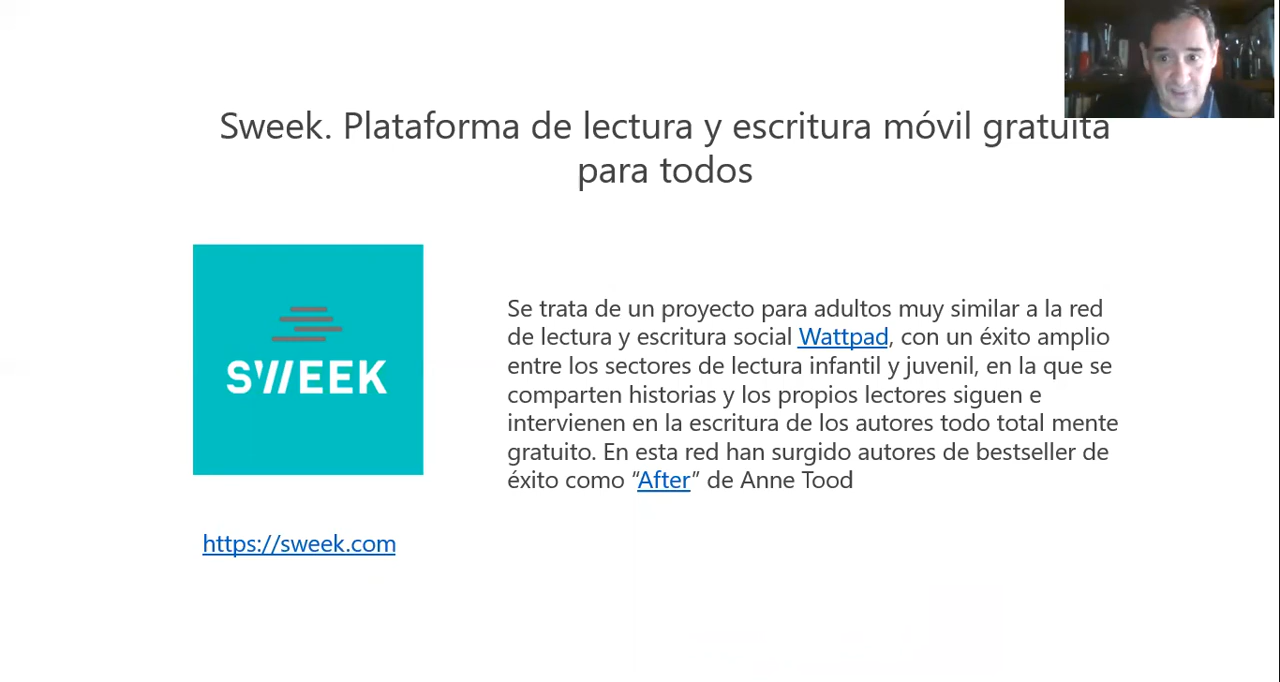 Sweek. Plataforma de lectura y escritura móvil gratuita
para todos
SWEEK
Se trata de un proyecto para adultos muy similar a la red
de lectura y escritura social Wattpad, con un éxito amplio
entre los sectores de lectura infantil y juvenil, en la que se
comparten historias y los propios lectores siguen e
intervienen en la escritura de los autores todo total mente
gratuito. En esta red han surgido autores de bestseller de
éxito como “After” de Anne Tood
https://sweek.com